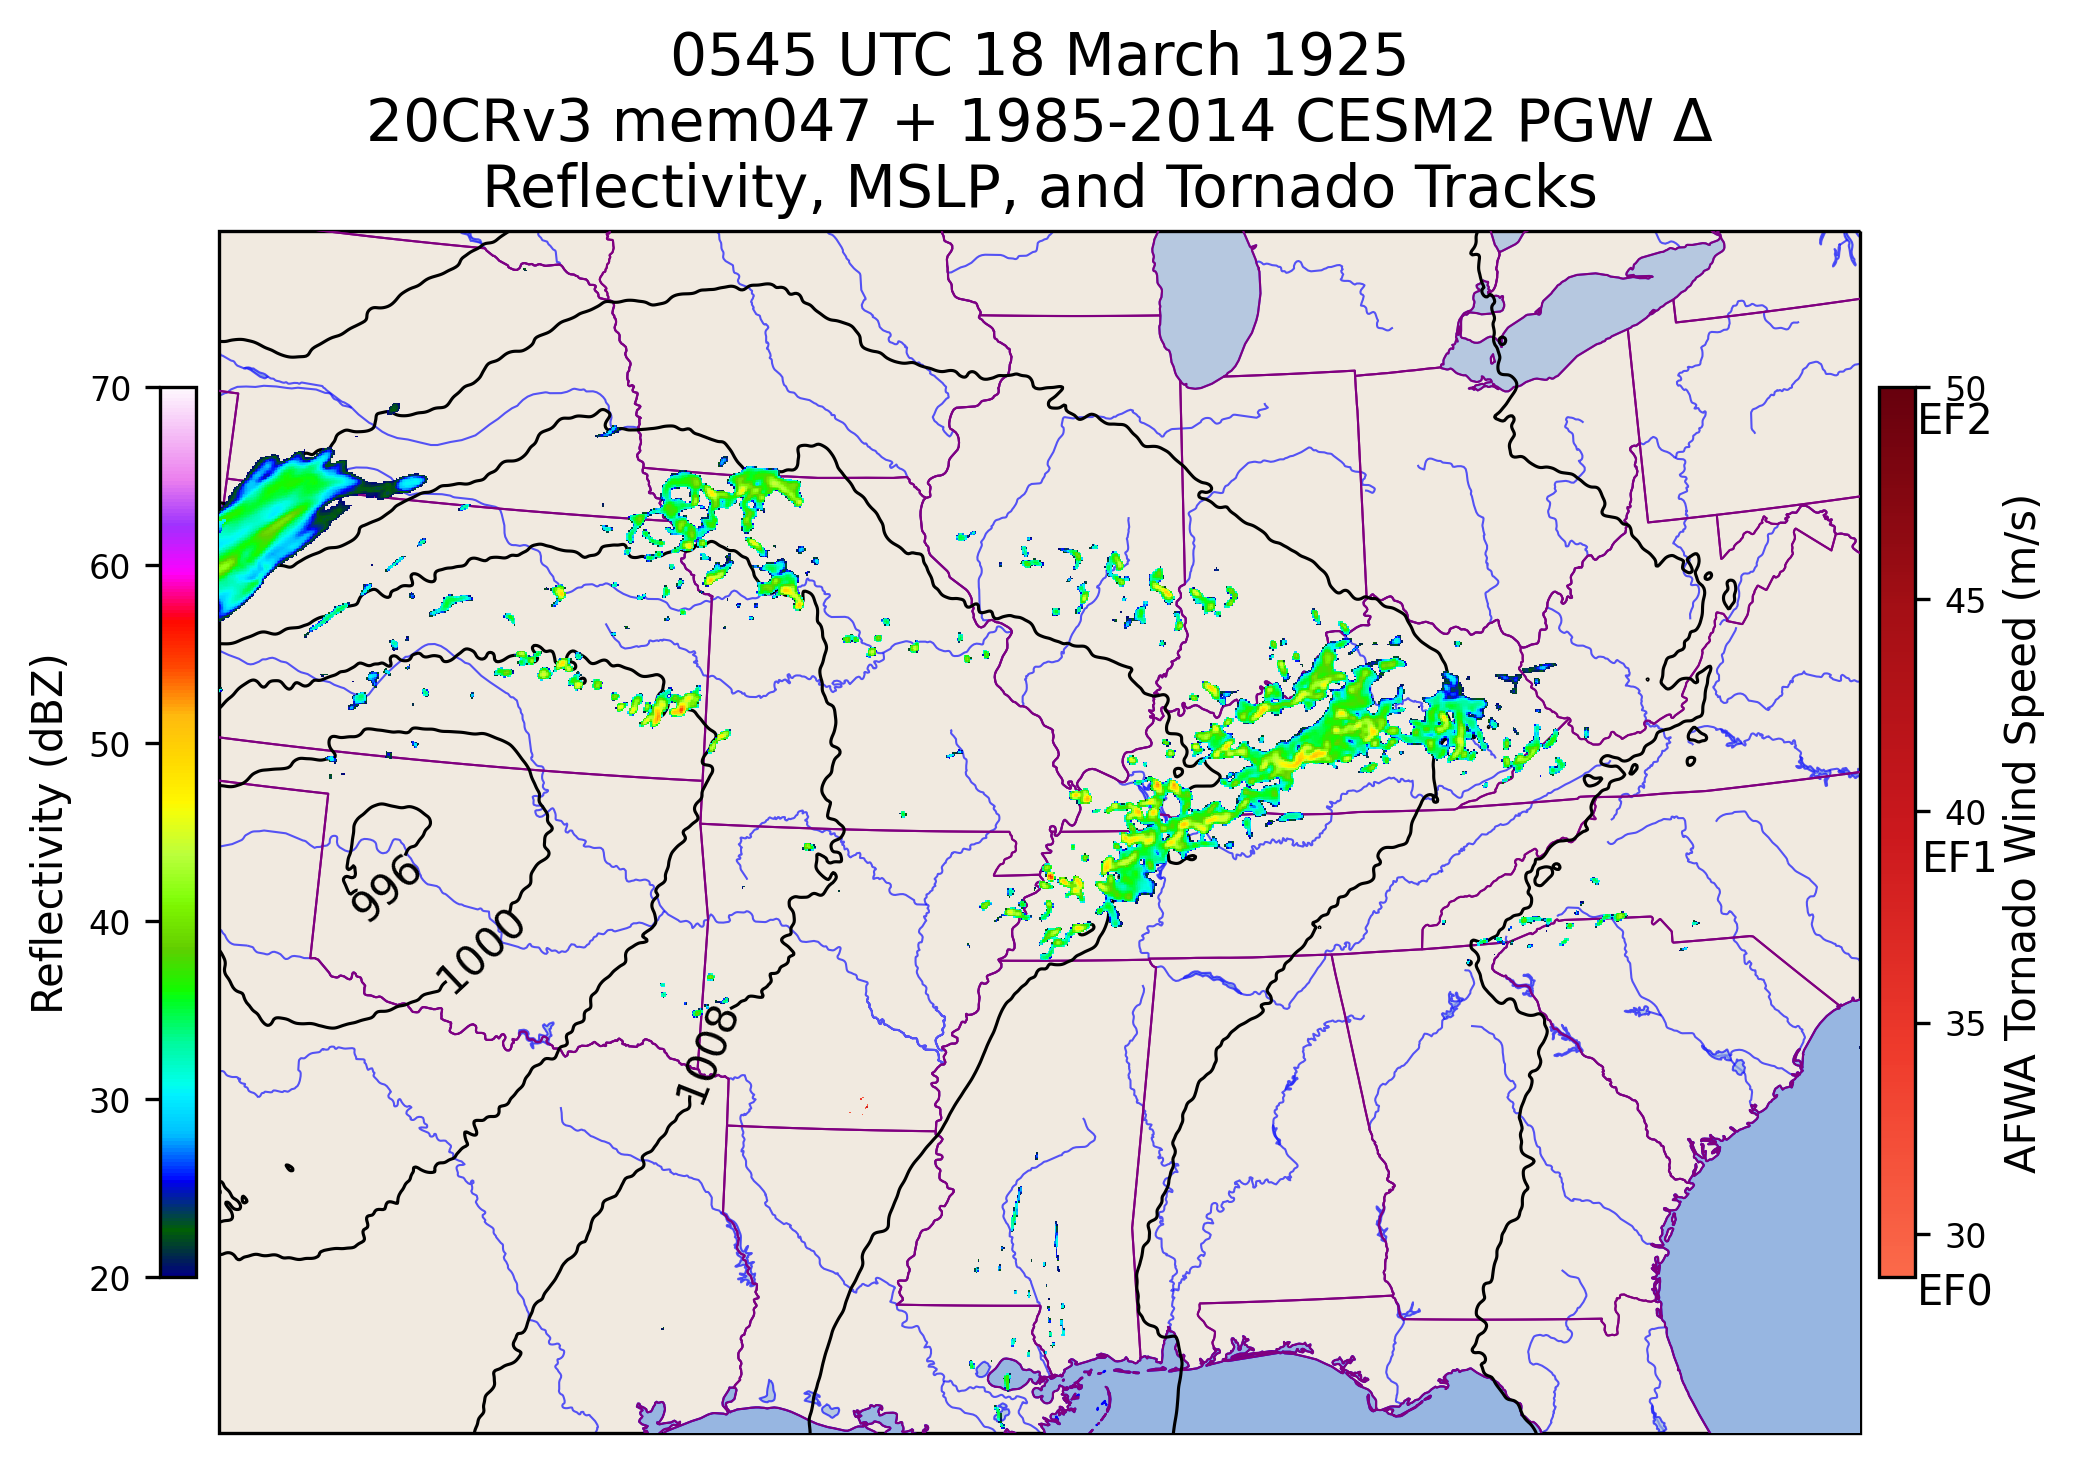 0545 UTC 18 March 1925
20CRv3 mem047 + 1985-2014 CESM2 PGW Δ
Reflectivity, MSLP, and Tornado Tracks
70
60
50
40
30
20
Reflectivity (dBZ)
996
1000
1008
50
EF2
45
40
EF1
35
30
EF0
AFWA Tornado Wind Speed (m/s)